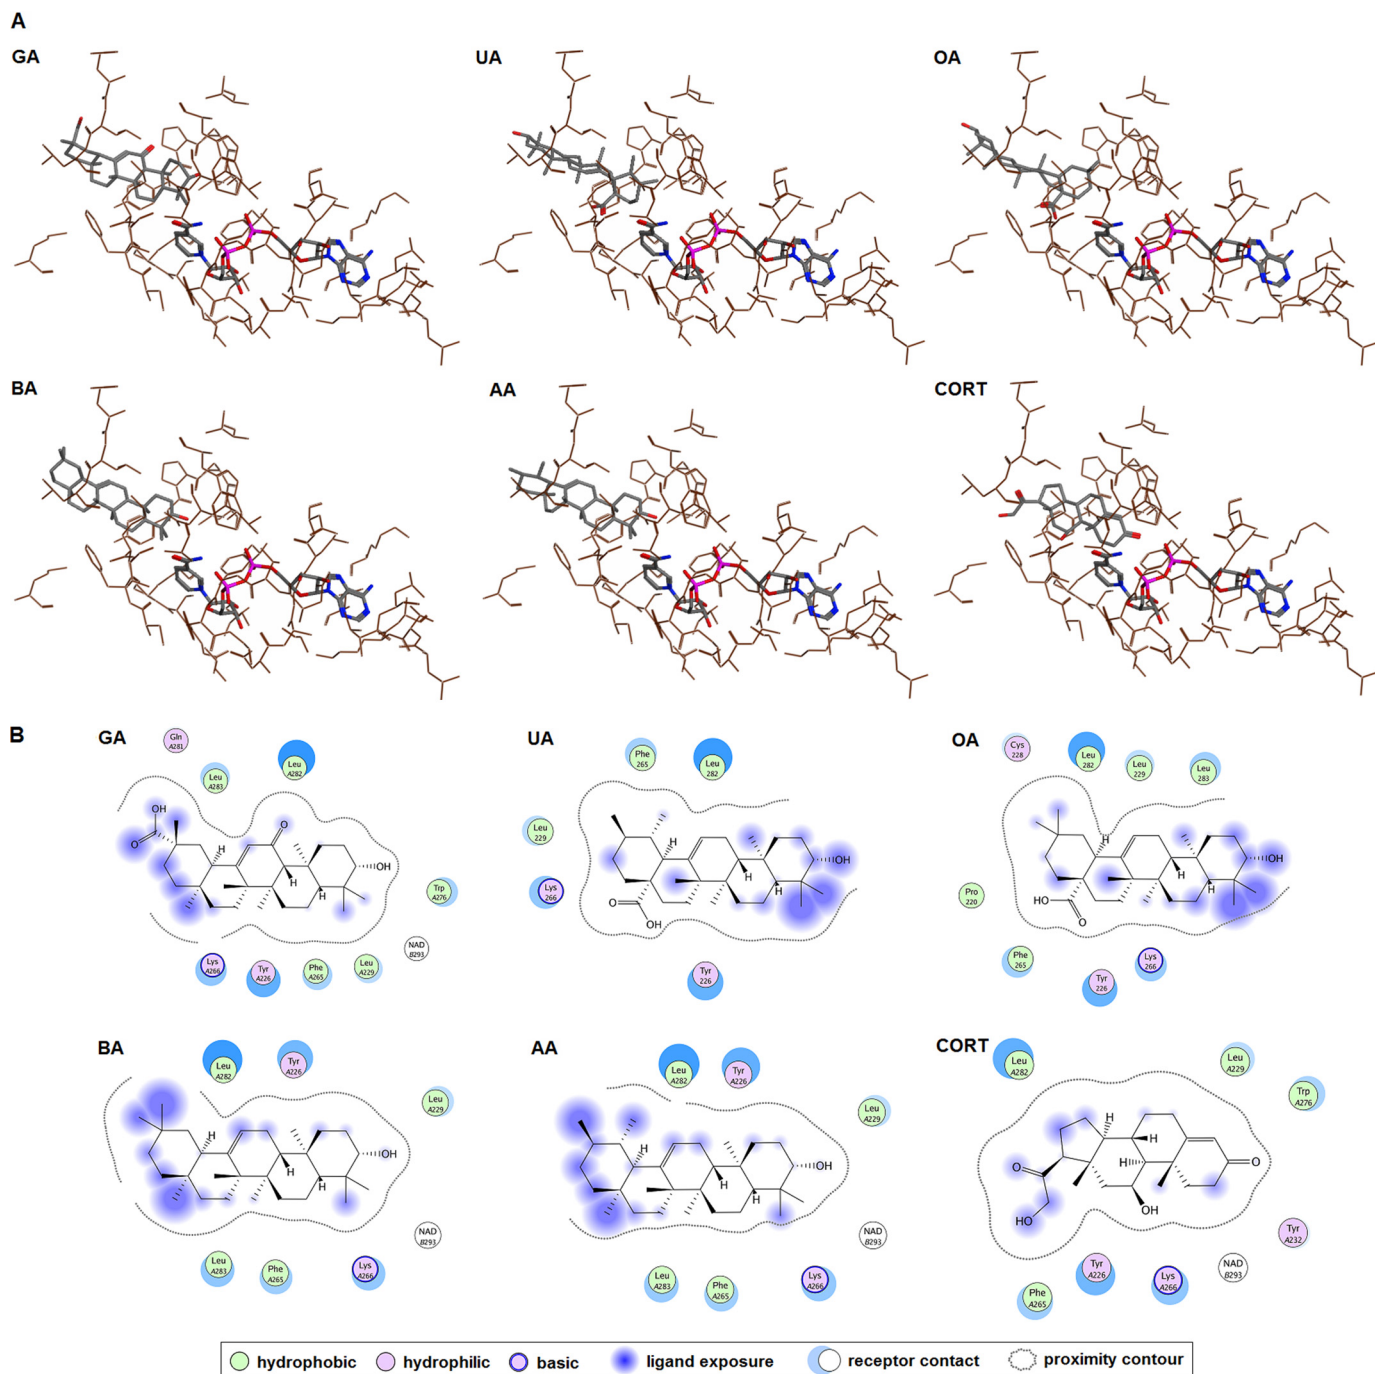 A
GA
UA
OA
BA
AA
CORT
B
GA
Gln
A281
Leu
A283
Leu
A282
OH
O
O
H
H
H
OH
Trp
A276
NAD
B293
Lys
A266
Tyr
A226
Phe
A265
Leu
A229
UA
Phe
265
Leu
282
Leu
229
Lys
266
H
H
H
OH
O
OH
Tyr
226
OA
Cys
228
Leu
282
Leu
229
Leu
283
H
H
H
OH
Pro
220
HO
O
Phe
265
Tyr
226
Lys
266
BA
Leu
A282
Tyr
A226
Leu
A229
H
H
H
OH
NAD
B293
Leu
A283
Phe
A265
Lys
A266
AA
Leu
A282
Tyr
A226
Leu
A229
H
H
H
OH
NAD
B293
Leu
A283
Phe
A265
Lys
A266
CORT
Leu
A282
Leu
A229
Trp
A276
H
H
H
O
O
HO
OH
Tyr
A232
NAD
B293
Tyr
A226
Lys
A266
Phe
A265
hydrophobic
hydrophilic
basic
ligand exposure
receptor contact
proximity contour